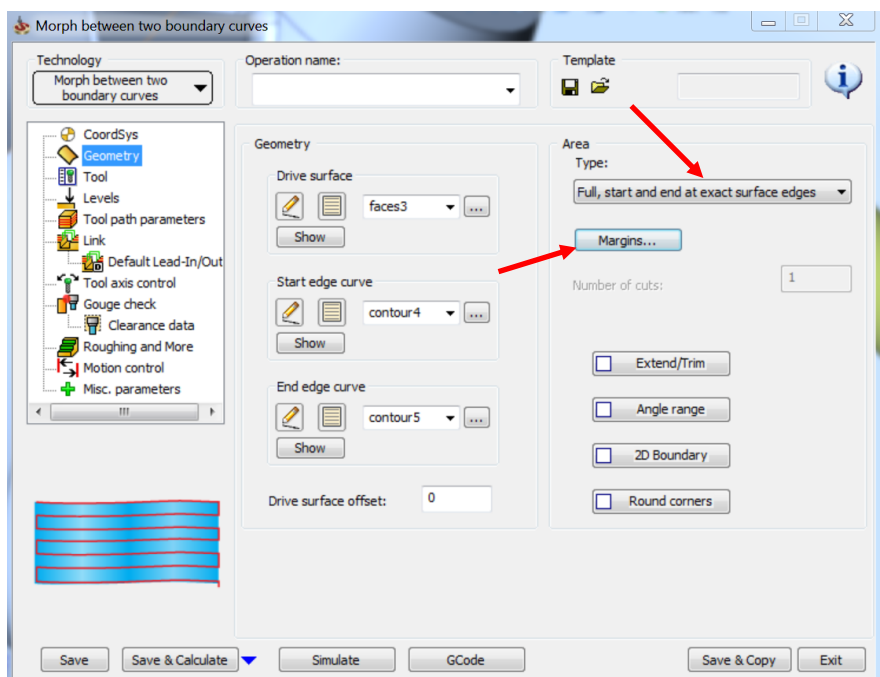 Morph between two boundary curves
Technology
Morph between two
boundary curves
Operation name:
Template
CoordSys
Geometry
Tool
Levels
Tool path parameters
Link
Default Lead-In/Out
Tool axis control
Gouge check
Clearance data
Roughing and More
Motion control
Misc. parameters
Geometry
Drive surface
faces3
...
Show
Start edge curve
contour4
...
Show
End edge curve
contour5
...
Show
Drive surface offset:
0
Area
Type:
Full, start and end at exact surface edges
Margins...
Number of cuts:
1
Extend/Trim
Angle range
2D Boundary
Round corners
Save
Save & Calculate
Simulate
GCode
Save & Copy
Exit